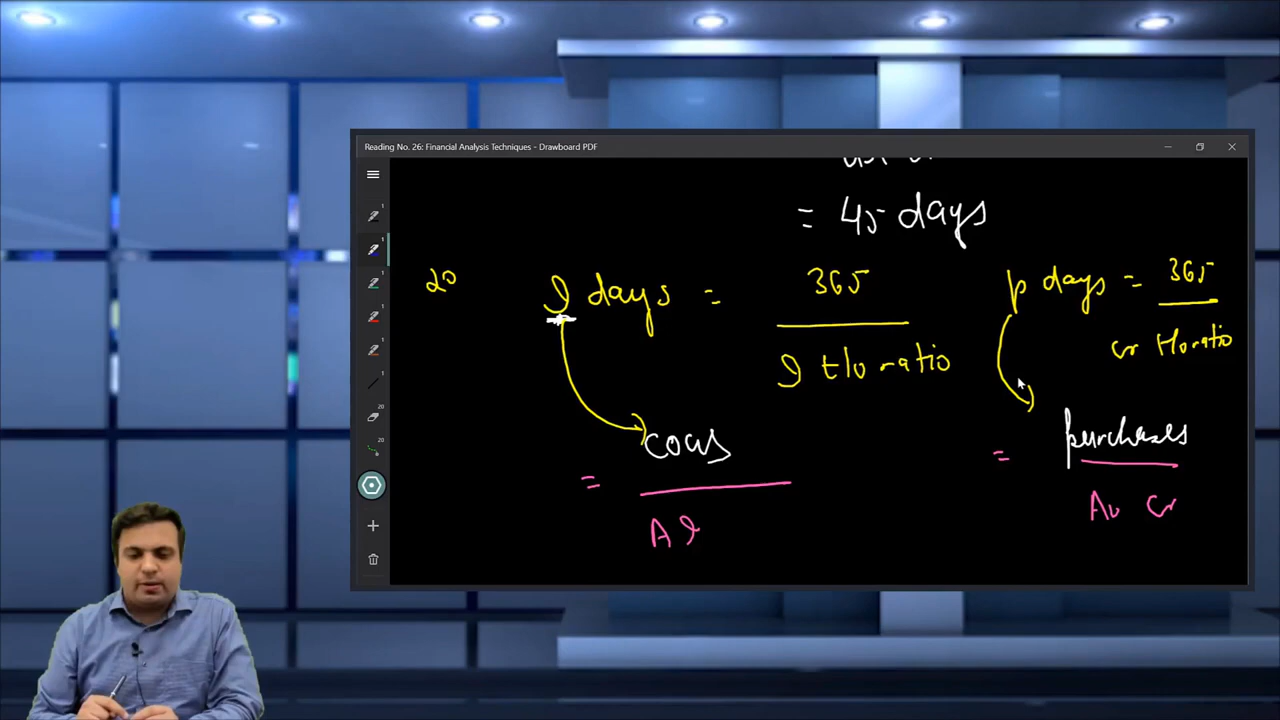 Reading No. 26: Financial Analysis Techniques - Drawboard PDF
= 45 days
20
I days = 365
I t/o ratio
p days = 365
cr t/o ratio
= COGS
A I
= purchases
Av cr